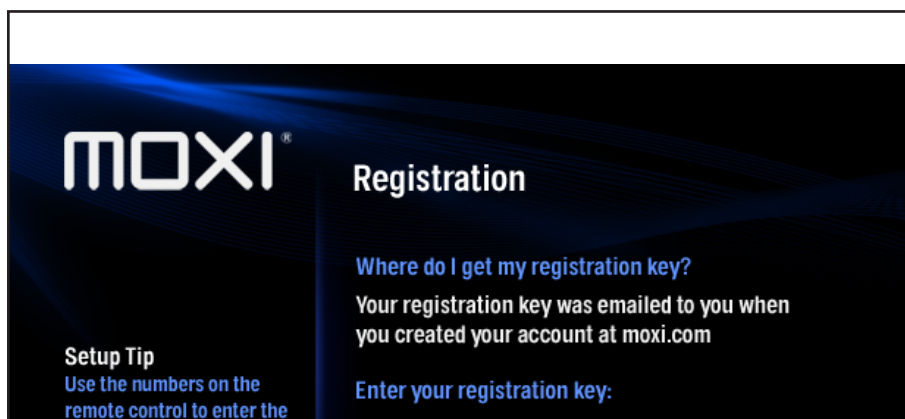 MOXI®
Registration
Where do I get my registration key?
Your registration key was emailed to you when
you created your account at moxi.com
Setup Tip
Use the numbers on the
remote control to enter the
Enter your registration key: